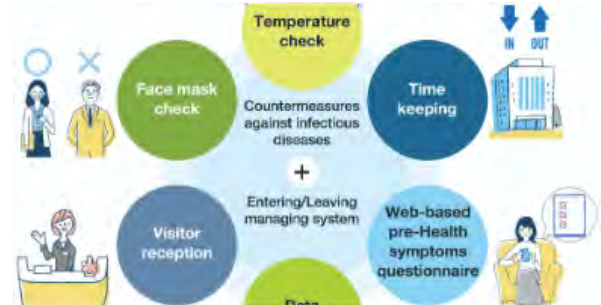 Temperature
check
IN OUT
Face mask
check
Time
keeping
Countermeasures
against infectious
diseases
+
Entering/Leaving
managing system
Visitor
reception
Web-based
pre-Health
symptoms
questionnaire